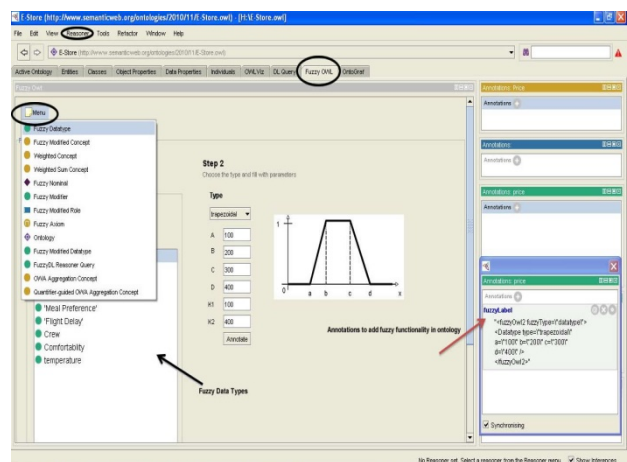 E-Store (http://www.semanticweb.org/ontologies/2010/11/E-Store.owl) - [H:\E-Store.owl]
File Edit View Reasoner Tools Refactor Window Help
E-Store (http://www.semanticweb.org/ontologies/2010/11/E-Store.owl)
Active Ontology Entities Classes Object Properties Data Properties Individuals OWLViz DL Query Fuzzy OWL OntoGraf
Fuzzy Owl
Menu
Fuzzy Datatype
Fuzzy Modified Concept
Weighted Concept
Weighted Sum Concept
Fuzzy Nominal
Fuzzy Modifier
Fuzzy Modified Role
Fuzzy Axiom
Ontology
Fuzzy Modified Datatype
FuzzyDL Reasoner Query
OWA Aggregation Concept
Quantifier-guided OWA Aggregation Concept
'Meal Preference'
'Flight Delay'
Crew
Comfortability
temperature
Step 2
Choose the type and fill with parameters
Type
trapezoidal
A 100
B 200
C 300
D 400
K1 100
K2 400
Annotate
1
0 a b c d x
Fuzzy Data Types
Annotations to add fuzzy functionality in ontology
Annotations: Price
Annotations
Annotations:
Annotations
Annotations: price
Annotations
Annotations: price
Annotations
fuzzyLabel
"<fuzzyOwl2 fuzzyType=\"datatype\">
<Datatype type=\"trapezoidal\"
a=\"100\" b=\"200\" c=\"300\"
d=\"400\" />
</fuzzyOwl2>"
Synchronising
No Reasoner set. Select a reasoner from the Reasoner menu Show Inferences